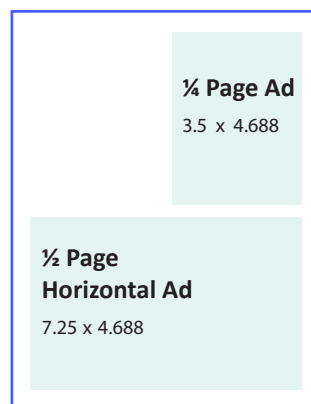 ¼ Page Ad
3.5 x 4.688
½ Page
Horizontal Ad
7.25 x 4.688